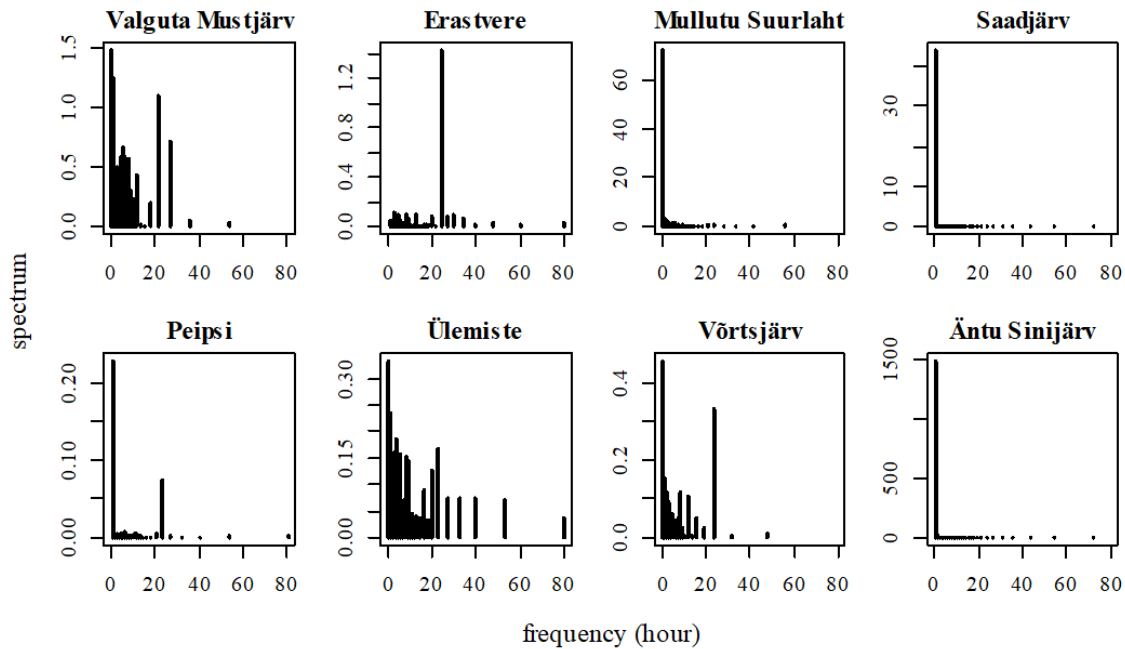 Valguta Mustjärv Erastvere Mullutu Suurlaht Saadjärv
spectrum
1.5
1.0
0.5
0.0
0 20 40 60 80
1.2
0.8
0.4
0.0
0 20 40 60 80
60
40
20
0
0 20 40 60 80
30
10
0
0 20 40 60 80
Peipsi Ülemiste Võrtsjärv Äntu Sinijärv
0.20
0.10
0.00
0 20 40 60 80
0.30
0.15
0.00
0 20 40 60 80
0.4
0.2
0.0
0 20 40 60 80
1500
500
0
0 20 40 60 80
frequency (hour)